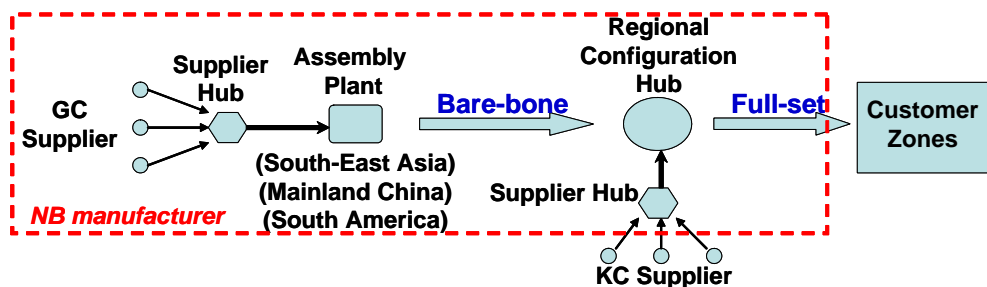 GC
Supplier
Supplier
Hub
Assembly
Plant
(South-East Asia)
(Mainland China)
(South America)
NB manufacturer
Bare-bone
Regional
Configuration
Hub
Supplier Hub
KC Supplier
Full-set
Customer
Zones